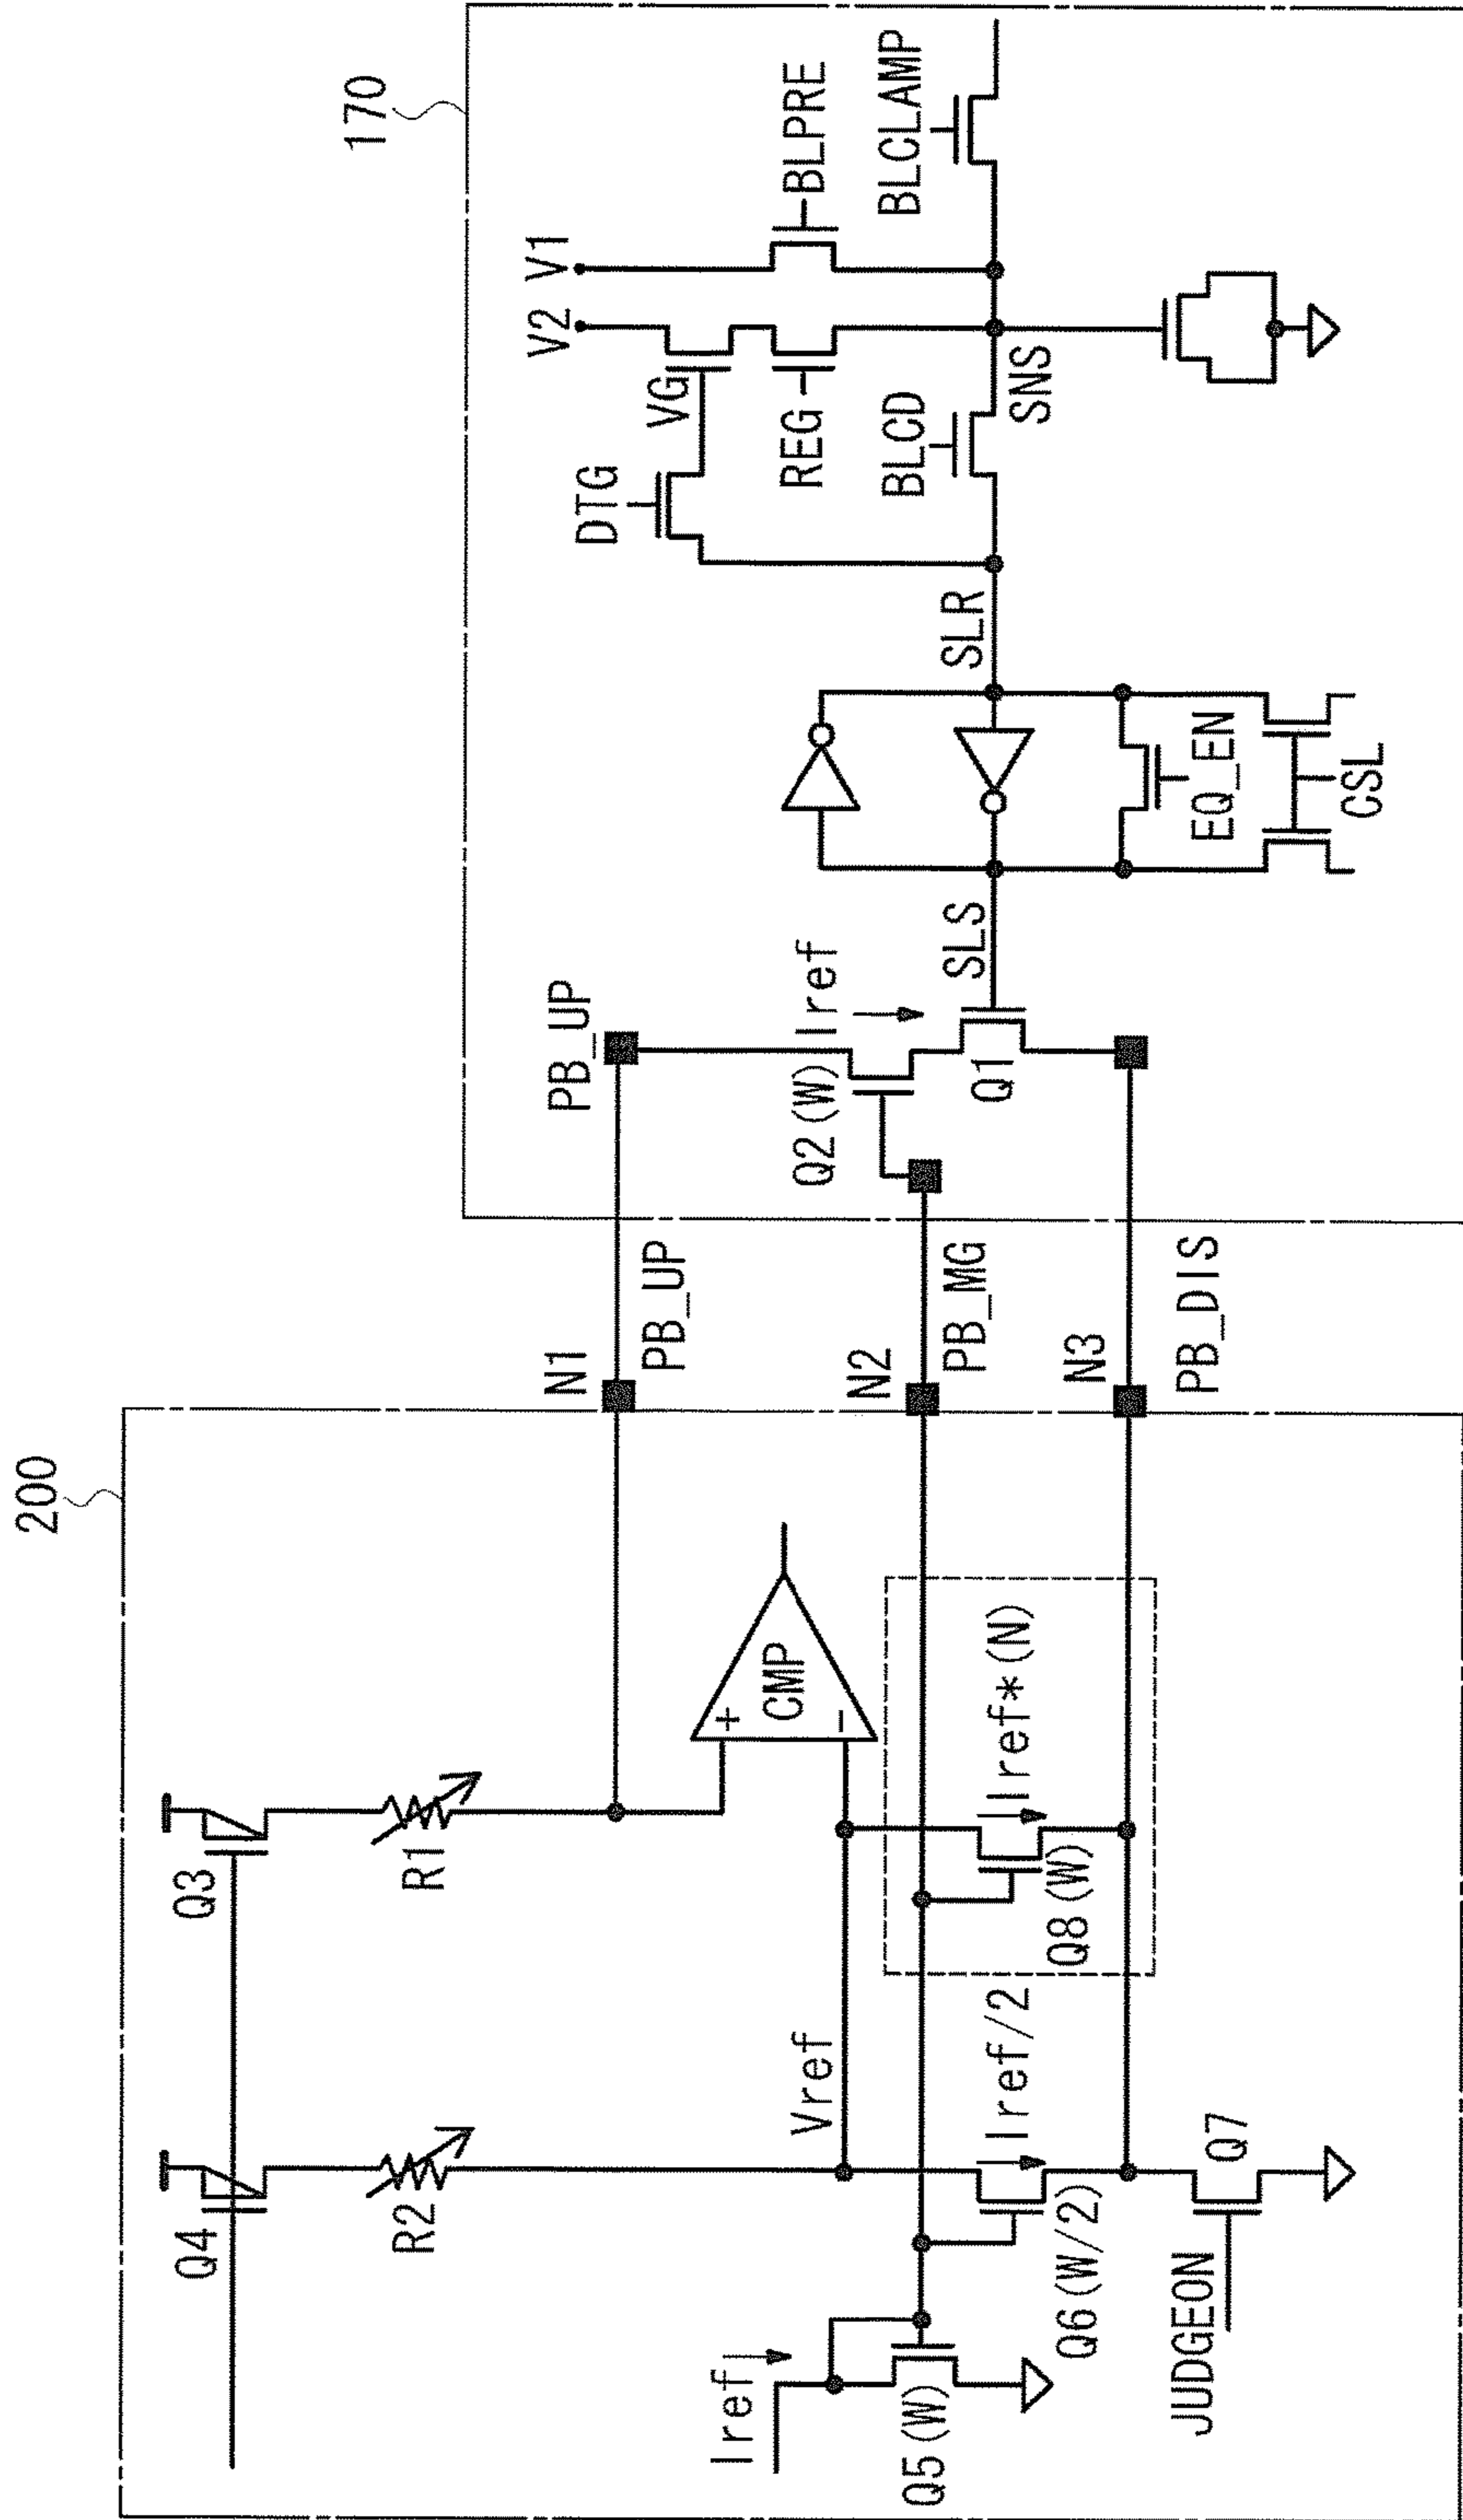 200
Q4
Q3
R2
R1
Iref
Q5 (W)
Vref
CMP
+
−
Iref/2
Q6 (W/2)
Iref*(N)
Q8 (W)
JUDGEON
Q7
N1
PB_UP
N2
PB_MG
N3
PB_DIS
170
PB_UP
Q2 (W)
Iref
Q1
SLS
SLR
EQ_EN
CSL
DTG
VG
V2
V1
REG
BLPRE
BLCD
SNS
BLCLAMP